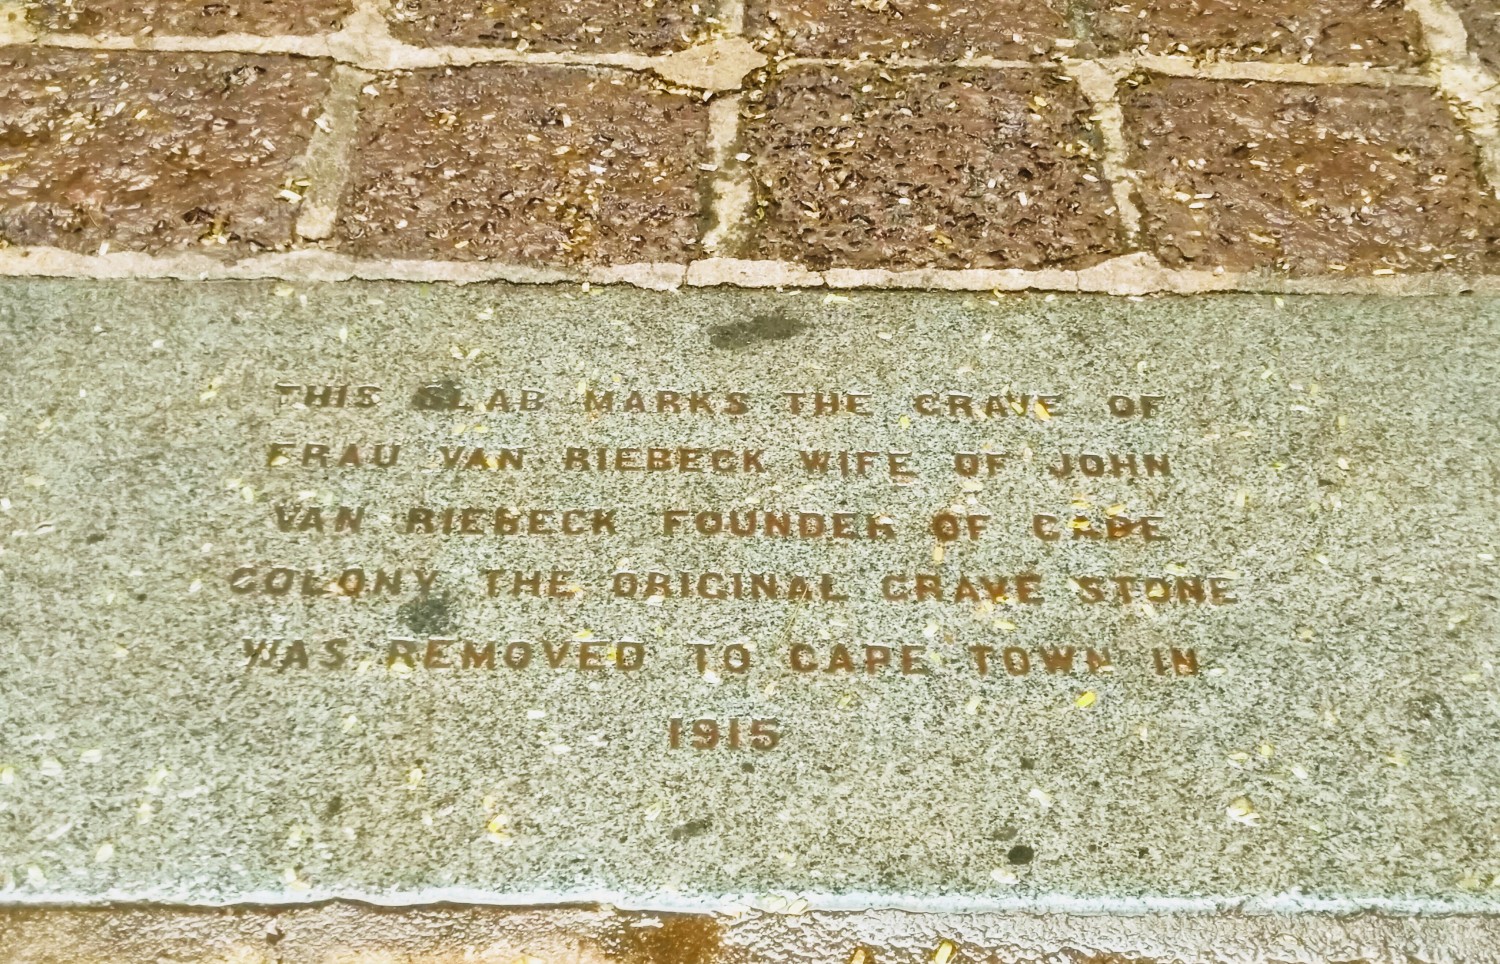 THIS SLAB MARKS THE GRAVE OF
FRAU VAN RIEBECK WIFE OF JOHN
VAN RIEBECK FOUNDER OF CAPE
COLONY THE ORIGINAL GRAVE STONE
WAS REMOVED TO CAPE TOWN IN
1915